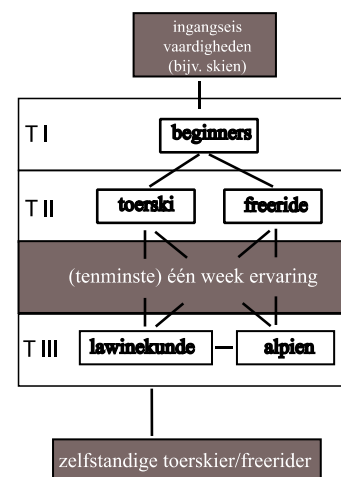 ingangseis
vaardigheden
(bijv. skien)
T I
beginners
T II
toerski
freeride
(tenminste) één week ervaring
T III
lawinekunde
alpien
zelfstandige toerskier/freerider